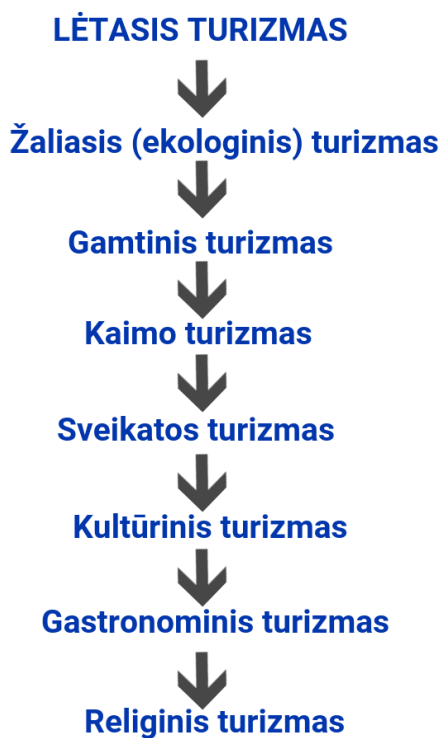 LĖTASIS TURIZMAS
Žaliasis (ekologinis) turizmas
Gamtinis turizmas
Kaimo turizmas
Sveikatos turizmas
Kultūrinis turizmas
Gastronominis turizmas
Religinis turizmas